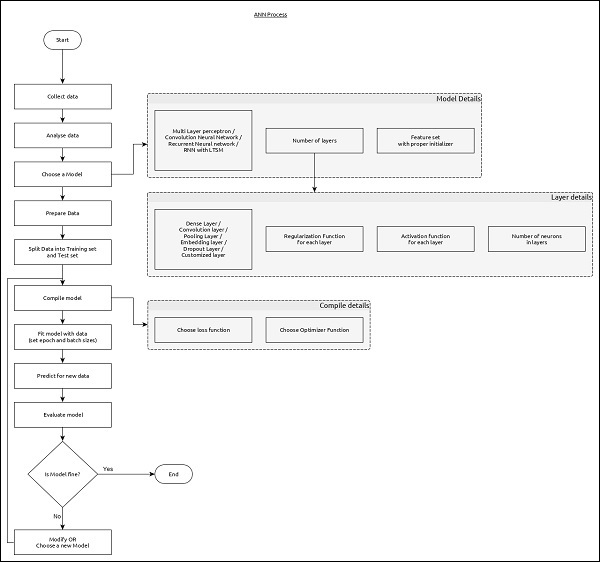 ANN Process
Start
Collect data
Analyse data
Choose a Model
Prepare Data
Split Data into Training set
and Test set
Compile model
Fit model with data
(set epoch and batch sizes)
Predict for new data
Evaluate model
Is Model fine?
Yes
End
No
Modify OR
Choose a new Model
Model Details
Multi Layer perceptron /
Convolution Neural Network /
Recurrent Neural network /
RNN with LTSM
Number of layers
Feature set
with proper initializer
Layer details
Dense Layer /
Convolution layer /
Pooling Layer /
Embedding layer /
Dropout Layer /
Customized layer
Regularization Function
for each layer
Activation function
for each layer
Number of neurons
in layers
Compile details
Choose loss function
Choose Optimizer Function